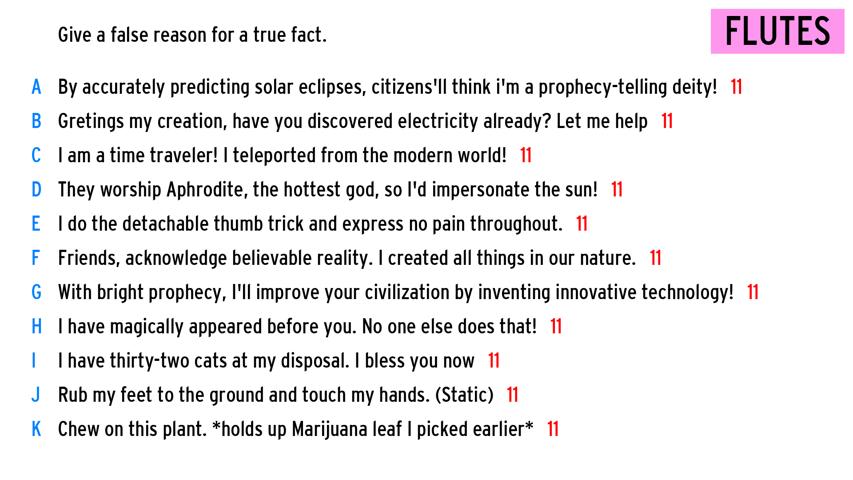 Give a false reason for a true fact.
FLUTES
A By accurately predicting solar eclipses, citizens'll think i'm a prophecy-telling deity! 11
B Gretings my creation, have you discovered electricity already? Let me help 11
C I am a time traveler! I teleported from the modern world! 11
D They worship Aphrodite, the hottest god, so I'd impersonate the sun! 11
E I do the detachable thumb trick and express no pain throughout. 11
F Friends, acknowledge believable reality. I created all things in our nature. 11
G With bright prophecy, I'll improve your civilization by inventing innovative technology! 11
H I have magically appeared before you. No one else does that! 11
I I have thirty-two cats at my disposal. I bless you now 11
J Rub my feet to the ground and touch my hands. (Static) 11
K Chew on this plant. *holds up Marijuana leaf I picked earlier* 11